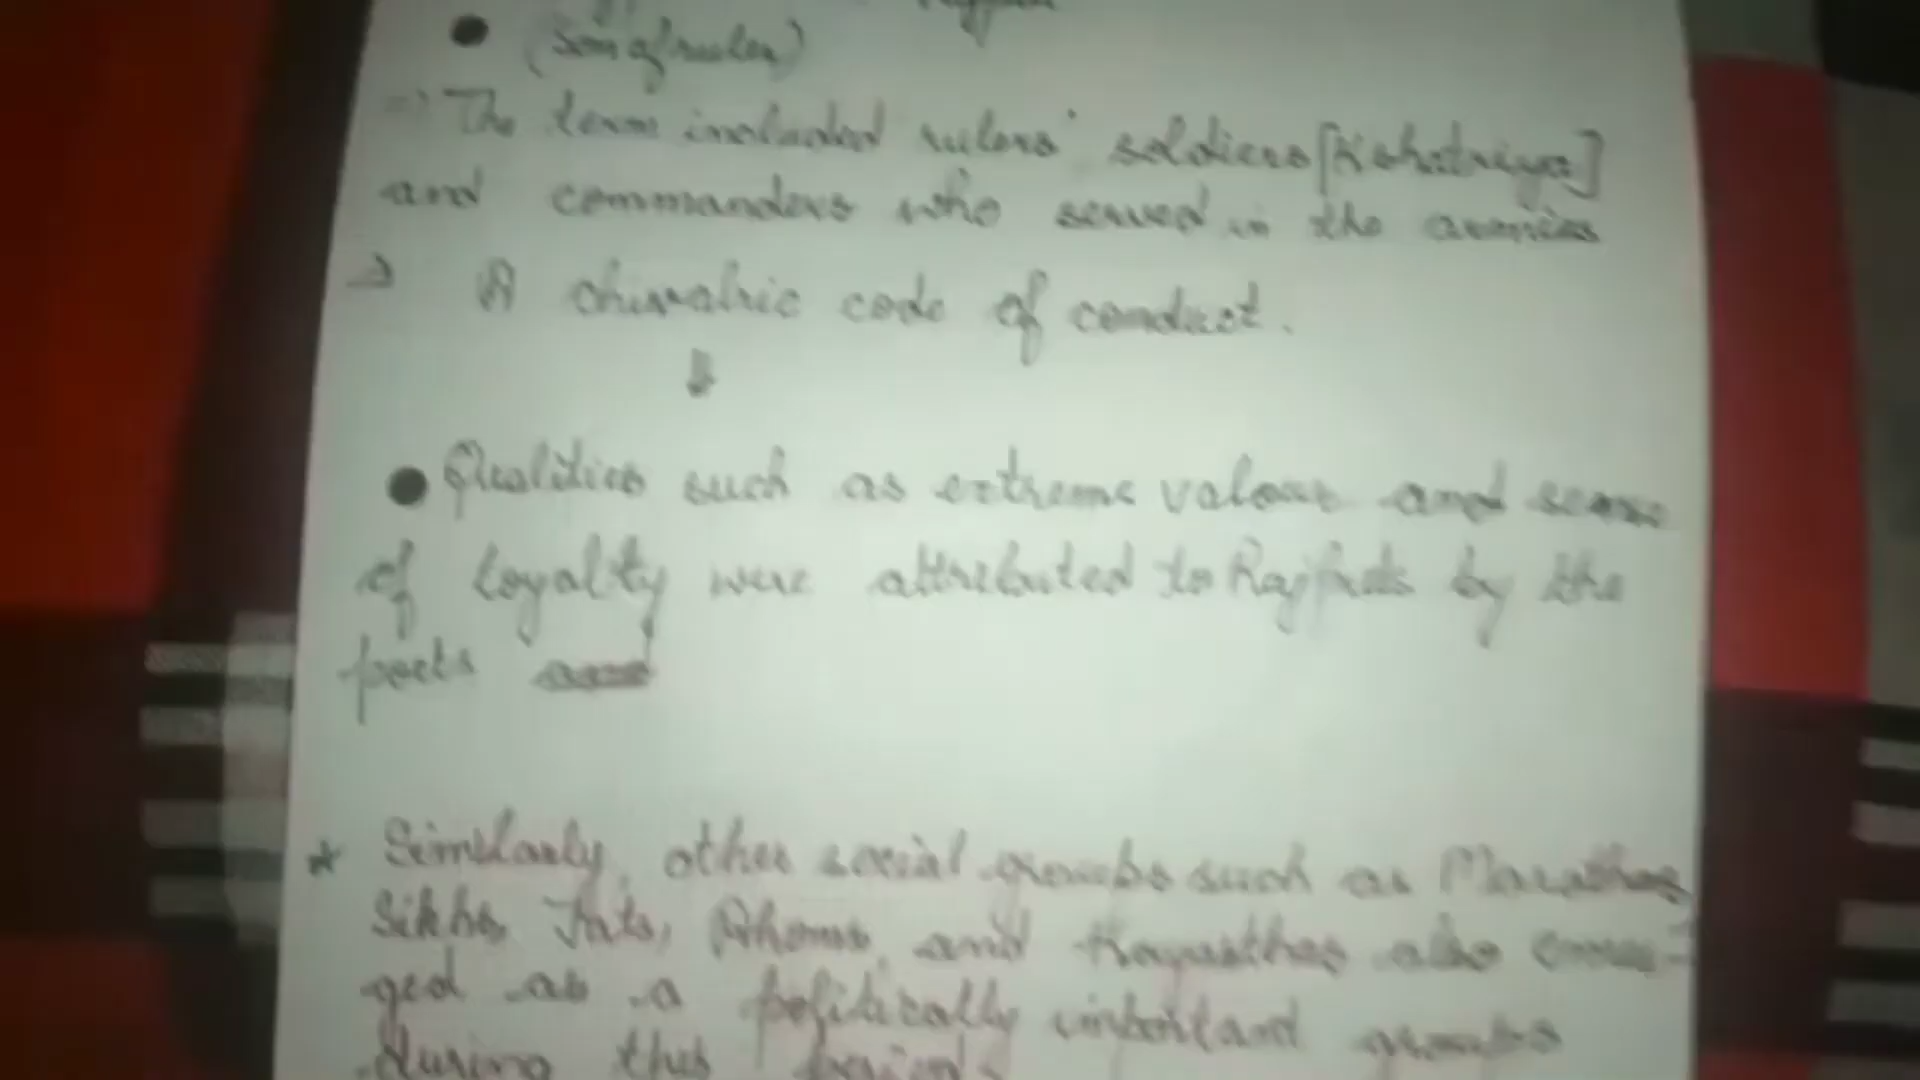 (Son of ruler)
The term included rulers' soldiers [Kshatriya]
and commanders who served in the armies
A chivalric code of conduct.
Qualities such as extreme valour and sense
of loyalty were attributed to Rajputs by the
poets and
Similarly, other social groups such as Marathas,
Sikhs, Jats, Ahoms, and Kayasthas also emer-
ged as a politically important groups
during this period.